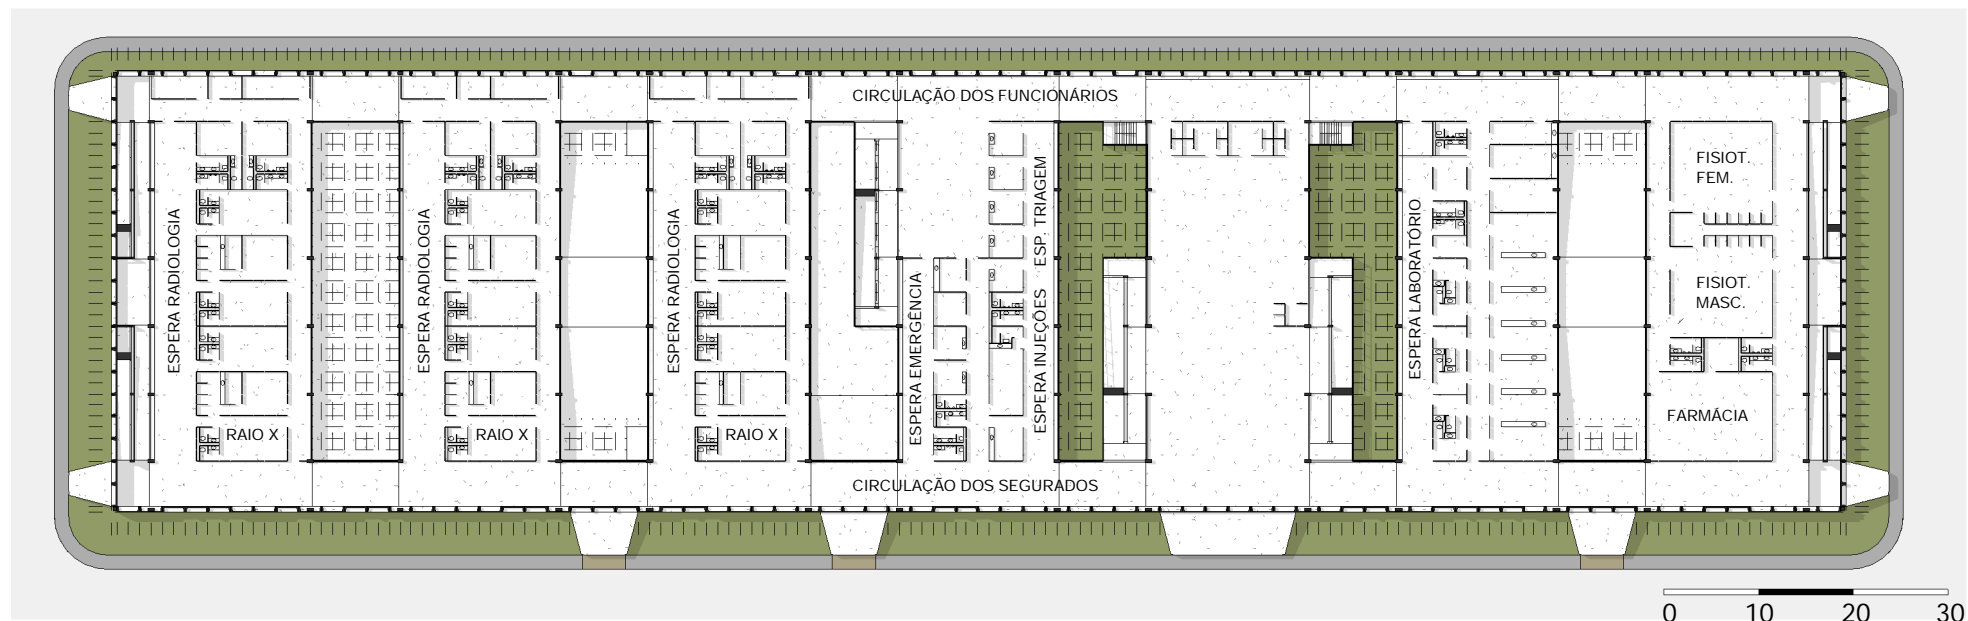 CIRCULAÇÃO DOS FUNCIONÁRIOS
ESPERA RADIOLOGIA
ESPERA RADIOLOGIA
ESPERA RADIOLOGIA
ESPERA EMERGÊNCIA
ESPERA INJEÇÕES
ESP. TRIAGEM
ESPERA LABORATÓRIO
FISIOT.
FEM.
FISIOT.
MASC.
FARMÁCIA
RAIO X
RAIO X
RAIO X
CIRCULAÇÃO DOS SEGURADOS
0 10 20 30